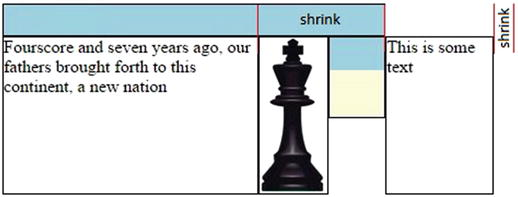 shrink
shrink
Fourscore and seven years ago, our
fathers brought forth to this
continent, a new nation
This is some
text